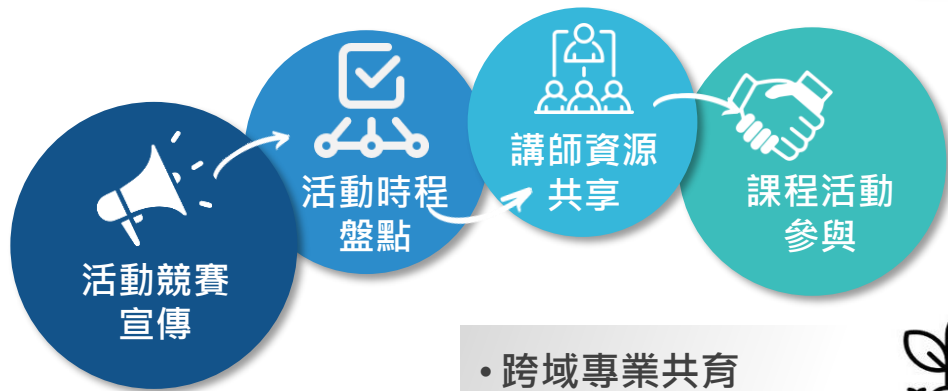 活動競賽
宣傳
活動時程
盤點
講師資源
共享
課程活動
參與
•跨域專業共育